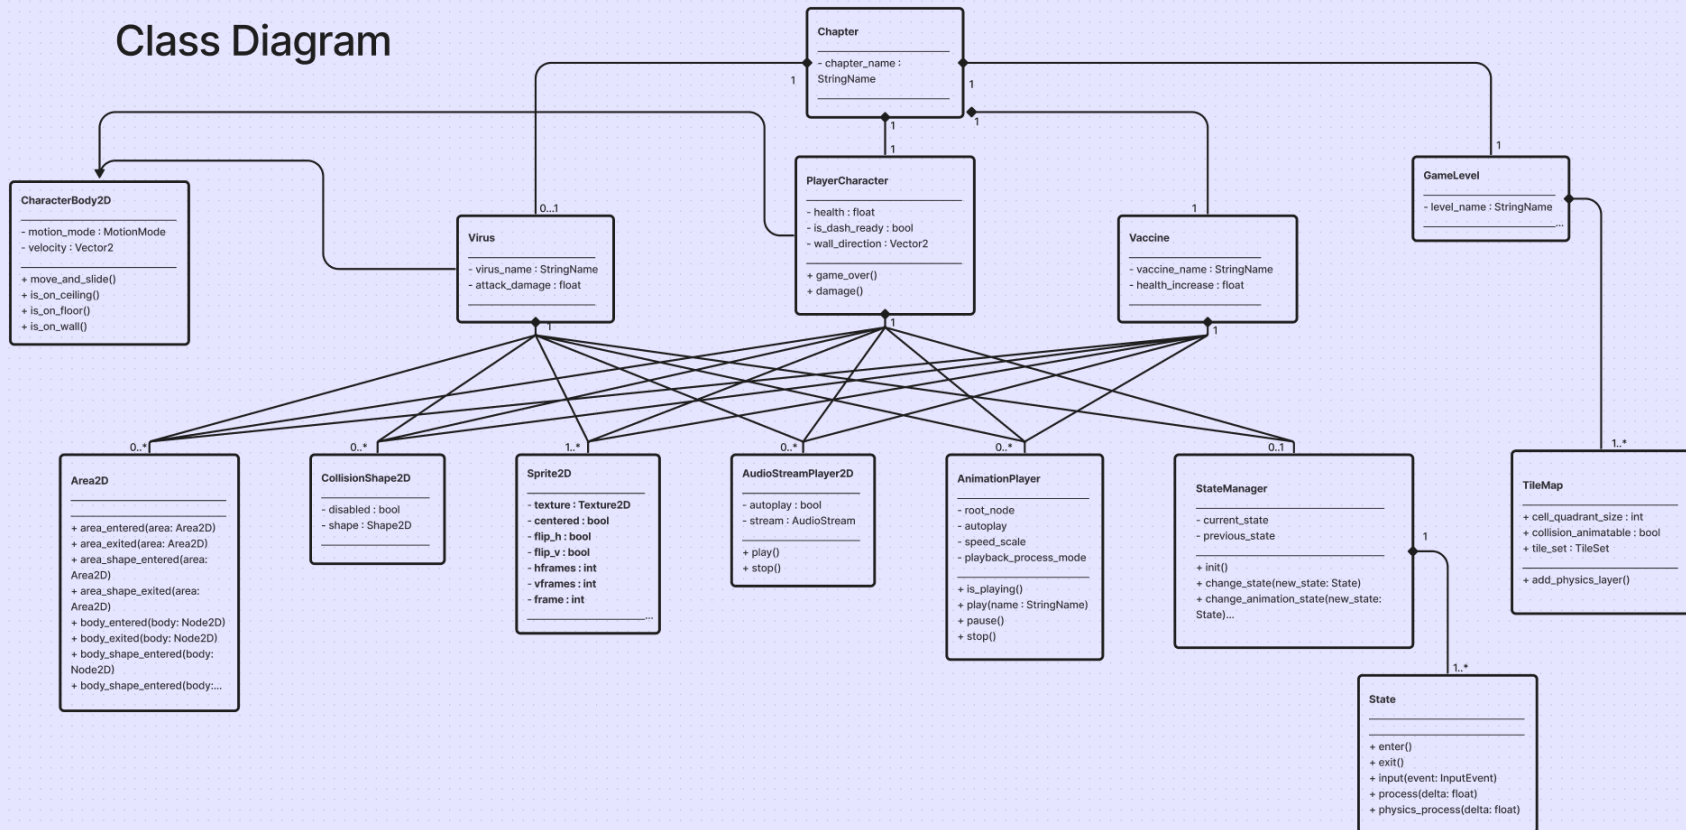 Class Diagram
Chapter
- chapter_name :
StringName
1
1
1
1
1
1
1
0...1
CharacterBody2D
- motion_mode : MotionMode
- velocity : Vector2
+ move_and_slide()
+ is_on_ceiling()
+ is_on_floor()
+ is_on_wall()
Virus
- virus_name : StringName
- attack_damage : float
1
PlayerCharacter
- health : float
- is_dash_ready : bool
- wall_direction : Vector2
+ game_over()
+ damage()
1
Vaccine
- vaccine_name : StringName
- health_increase : float
1
GameLevel
- level_name : StringName
...
0..*
0..*
1..*
0..*
0..*
0..1
1..*
Area2D
+ area_entered(area: Area2D)
+ area_exited(area: Area2D)
+ area_shape_entered(area:
Area2D)
+ area_shape_exited(area:
Area2D)
+ body_entered(body: Node2D)
+ body_exited(body: Node2D)
+ body_shape_entered(body:
Node2D)
+ body_shape_entered(body:...
CollisionShape2D
- disabled : bool
- shape : Shape2D
Sprite2D
- texture : Texture2D
- centered : bool
- flip_h : bool
- flip_v : bool
- hframes : int
- vframes : int
- frame : int
...
AudioStreamPlayer2D
- autoplay : bool
- stream : AudioStream
+ play()
+ stop()
AnimationPlayer
- root_node
- autoplay
- speed_scale
- playback_process_mode
+ is_playing()
+ play(name : StringName)
+ pause()
+ stop()
StateManager
- current_state
- previous_state
+ init()
+ change_state(new_state: State)
+ change_animation_state(new_state:
State)...
1
1..*
TileMap
+ cell_quadrant_size : int
+ collision_animatable : bool
+ tile_set : TileSet
+ add_physics_layer()
State
+ enter()
+ exit()
+ input(event: InputEvent)
+ process(delta: float)
+ physics_process(delta: float)